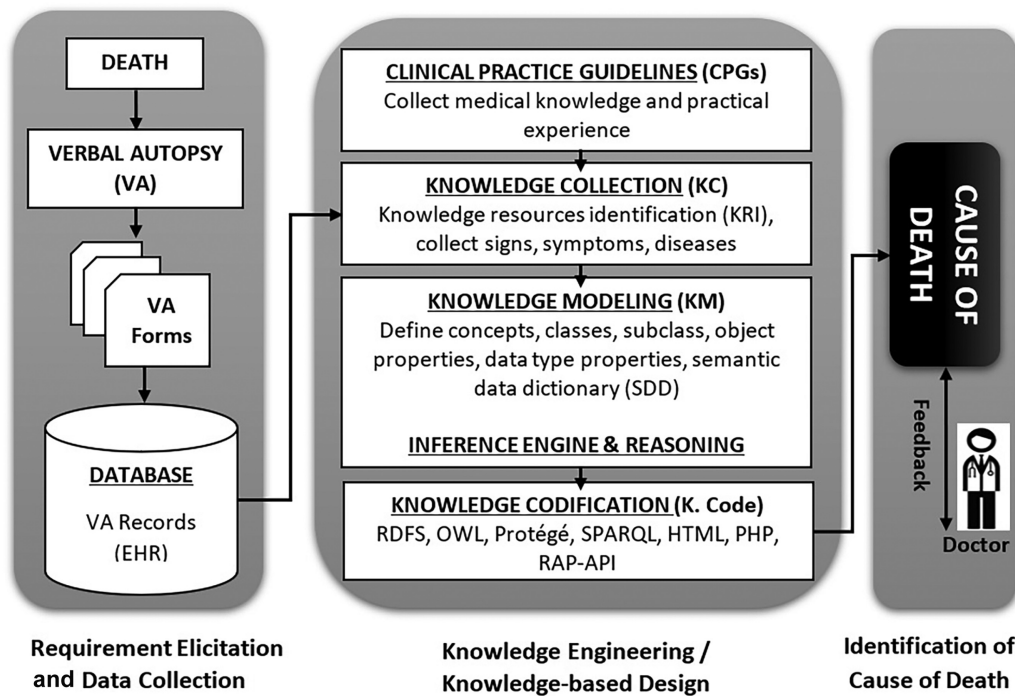 DEATH
VERBAL AUTOPSY
(VA)
VA
Forms
DATABASE
VA Records
(EHR)
Requirement Elicitation
and Data Collection
CLINICAL PRACTICE GUIDELINES (CPGs)
Collect medical knowledge and practical
experience
KNOWLEDGE COLLECTION (KC)
Knowledge resources identification (KRI),
collect signs, symptoms, diseases
KNOWLEDGE MODELING (KM)
Define concepts, classes, subclass, object
properties, data type properties, semantic
data dictionary (SDD)
INFERENCE ENGINE & REASONING
KNOWLEDGE CODIFICATION (K. Code)
RDFS, OWL, Protégé, SPARQL, HTML, PHP,
RAP-API
Knowledge Engineering /
Knowledge-based Design
CAUSE OF
DEATH
Feedback
Doctor
Identification of
Cause of Death